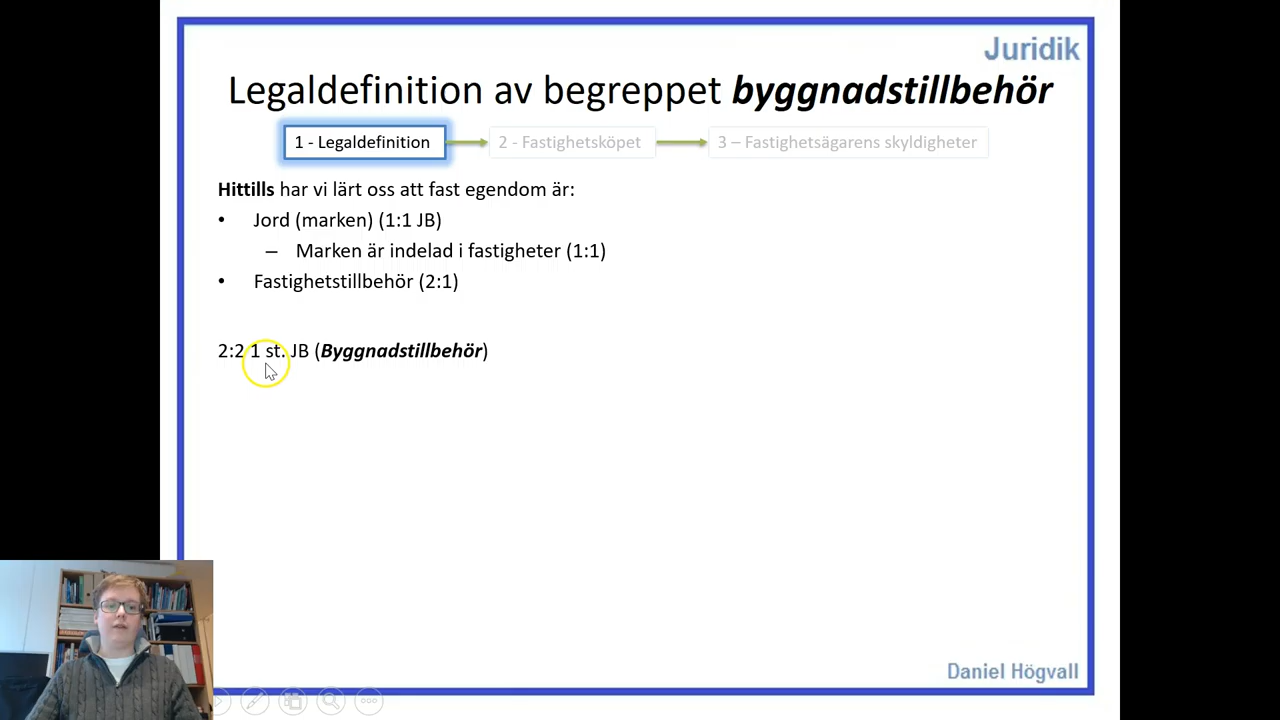 Juridik
Legaldefinition av begreppet byggnadstillbehör
1 - Legaldefinition
2 - Fastighetsköpet
3 – Fastighetsägarens skyldigheter
Hittills har vi lärt oss att fast egendom är:
• Jord (marken) (1:1 JB)
– Marken är indelad i fastigheter (1:1)
• Fastighetstillbehör (2:1)
2:2 1 st. JB (Byggnadstillbehör)
Daniel Högvall